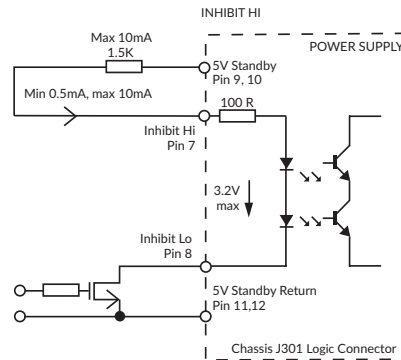 INHIBIT HI
POWER SUPPLY
Max 10mA
1.5K
5V Standby
Pin 9, 10
Min 0.5mA, max 10mA
100 R
Inhibit Hi
Pin 7
3.2V
max
Inhibit Lo
Pin 8
5V Standby Return
Pin 11,12
Chassis J301 Logic Connector